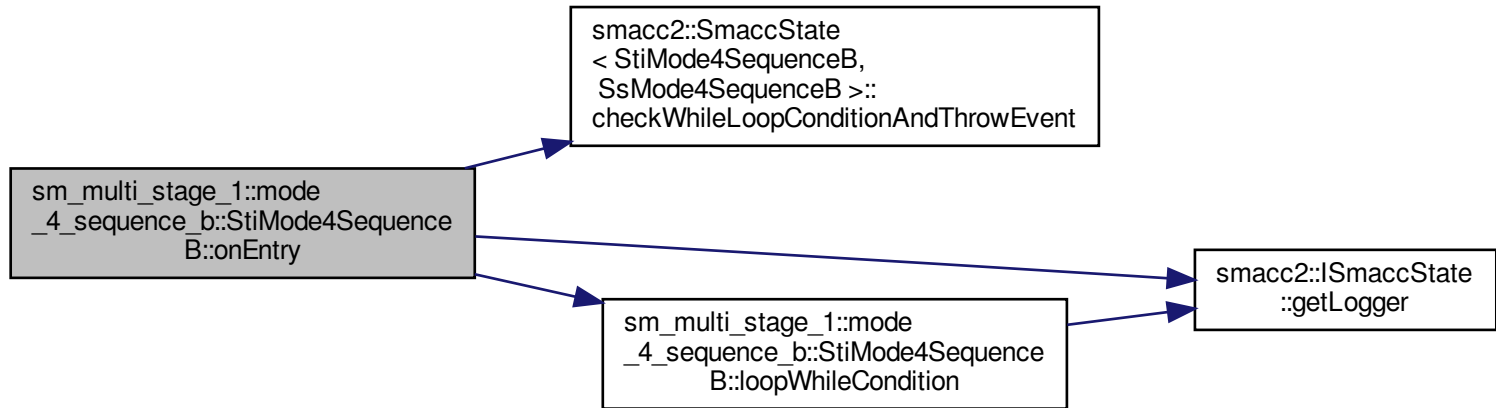 smacc2::SmaccState
< StiMode4SequenceB,
SsMode4SequenceB >::
checkWhileLoopConditionAndThrowEvent
sm_multi_stage_1::mode
_4_sequence_b::StiMode4Sequence
B::onEntry
smacc2::ISmaccState
::getLogger
sm_multi_stage_1::mode
_4_sequence_b::StiMode4Sequence
B::loopWhileCondition